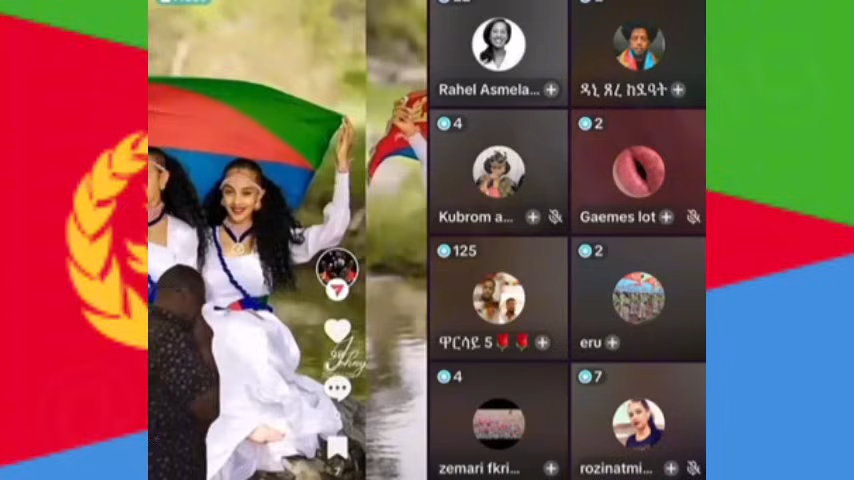 Rahel Asmela...
ዳኒ ጸረ ከዳዓት
4
2
Kubrom a...
Gaemes lot
125
2
ዋርሳይ 5🌹🌹
eru
4
7
zemari fkri...
rozinatmi...